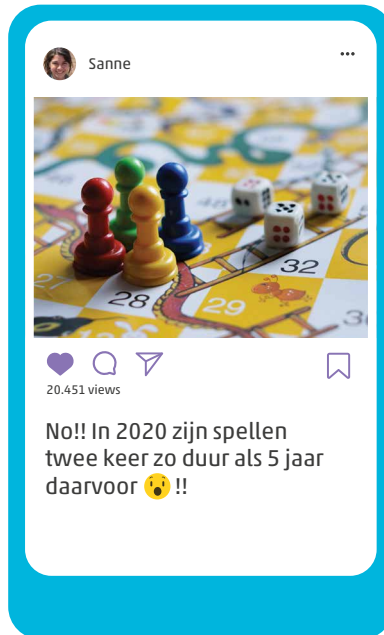 Sanne
32
28
29
20.451 views
No!! In 2020 zijn spellen
twee keer zo duur als 5 jaar
daarvoor 😮 !!